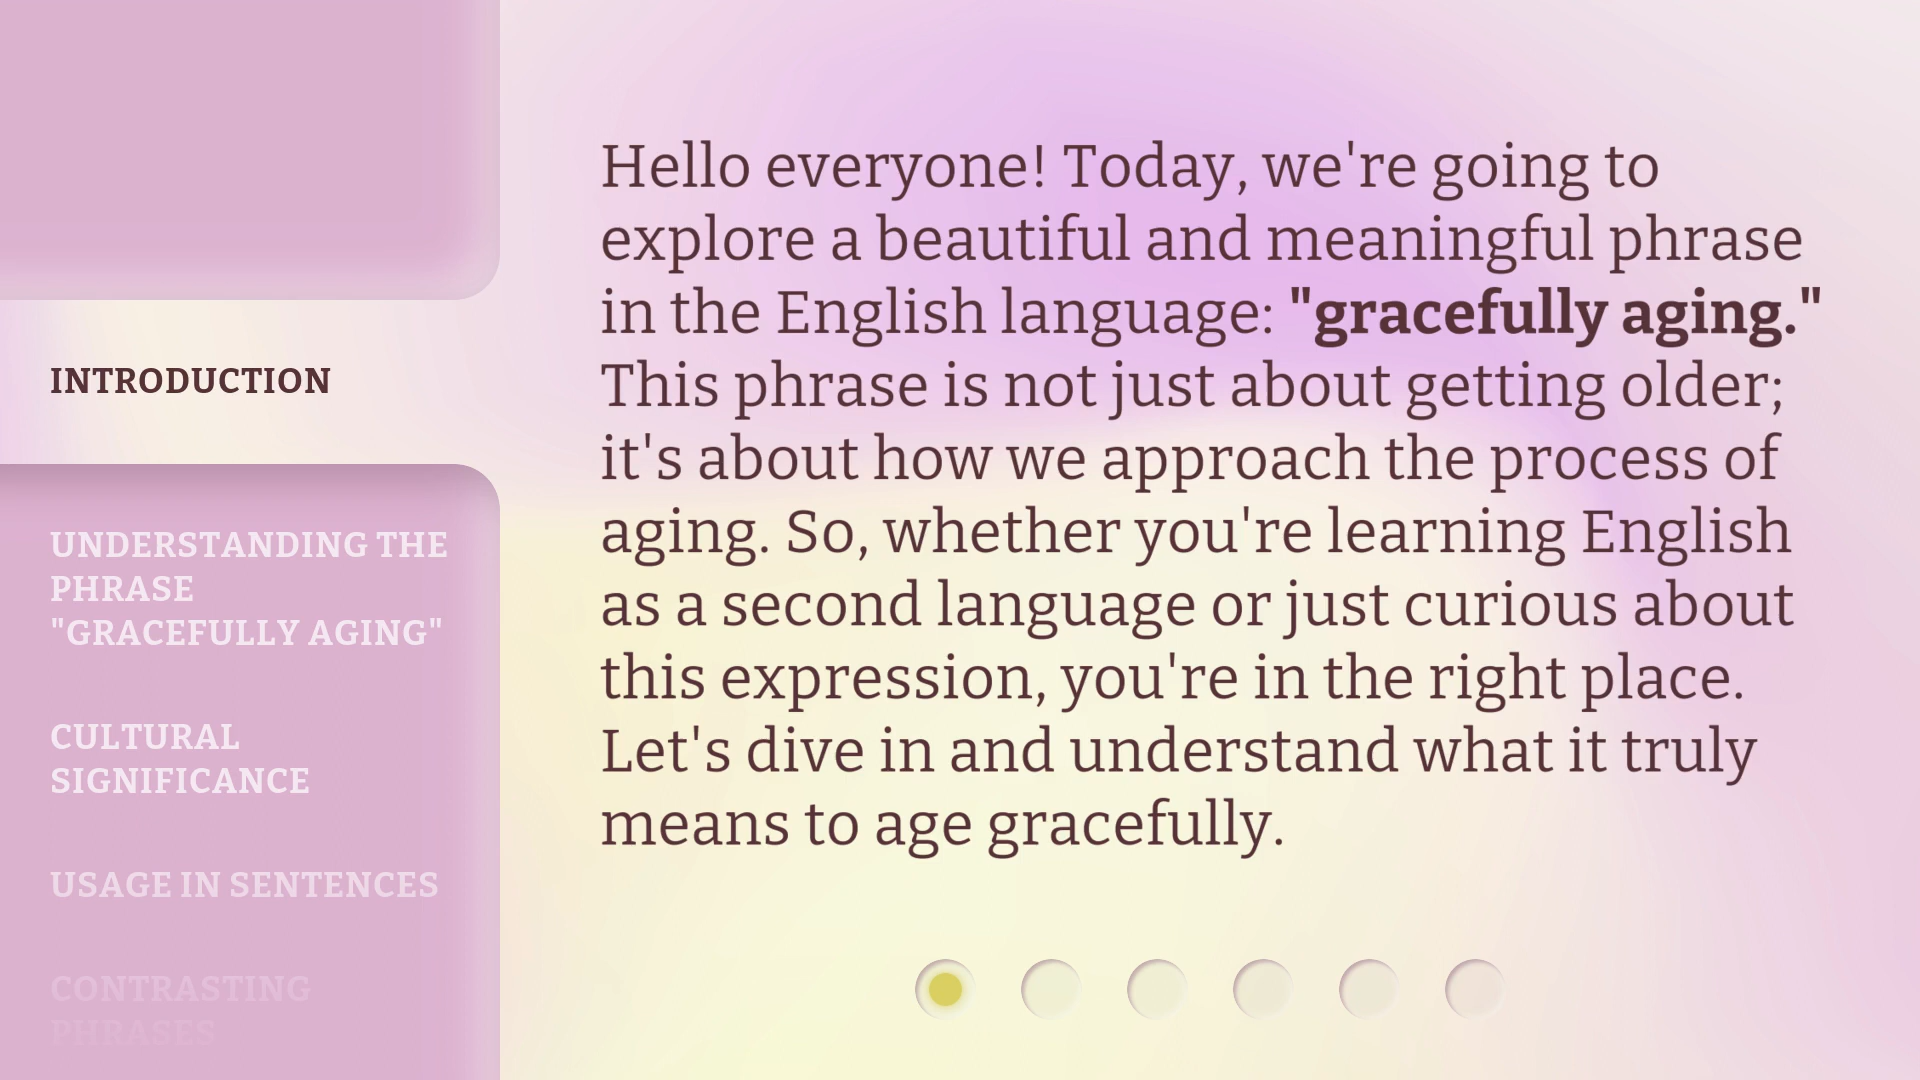 INTRODUCTION
UNDERSTANDING THE
PHRASE
"GRACEFULLY AGING"
CULTURAL
SIGNIFICANCE
USAGE IN SENTENCES
CONTRASTING
PHRASES
Hello everyone! Today, we're going to
explore a beautiful and meaningful phrase
in the English language: "gracefully aging."
This phrase is not just about getting older;
it's about how we approach the process of
aging. So, whether you're learning English
as a second language or just curious about
this expression, you're in the right place.
Let's dive in and understand what it truly
means to age gracefully.